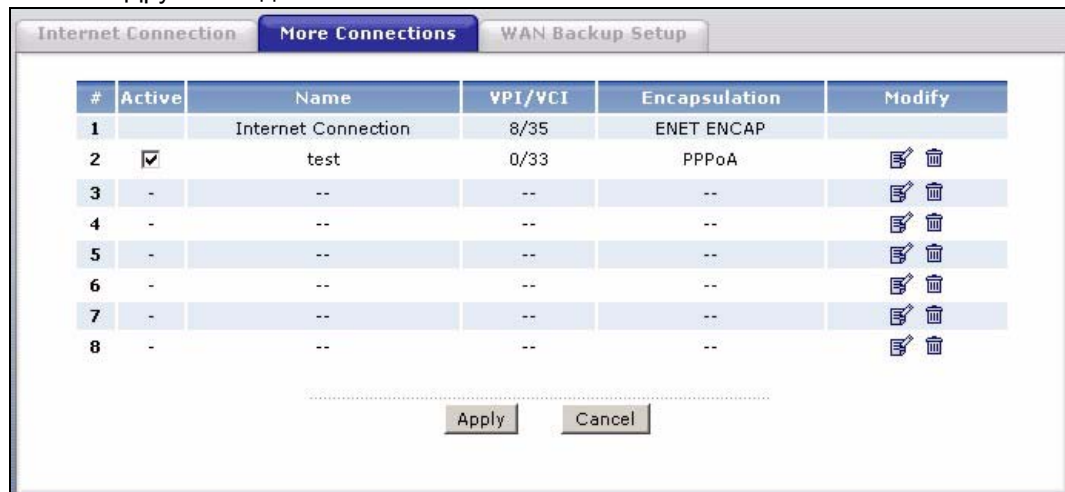 Internet Connection More Connections WAN Backup Setup
# Active Name VPI/VCI Encapsulation Modify
1 Internet Connection 8/35 ENET ENCAP
2 test 0/33 PPPoA
3 - -- -- --
4 - -- -- --
5 - -- -- --
6 - -- -- --
7 - -- -- --
8 - -- -- --
Apply Cancel